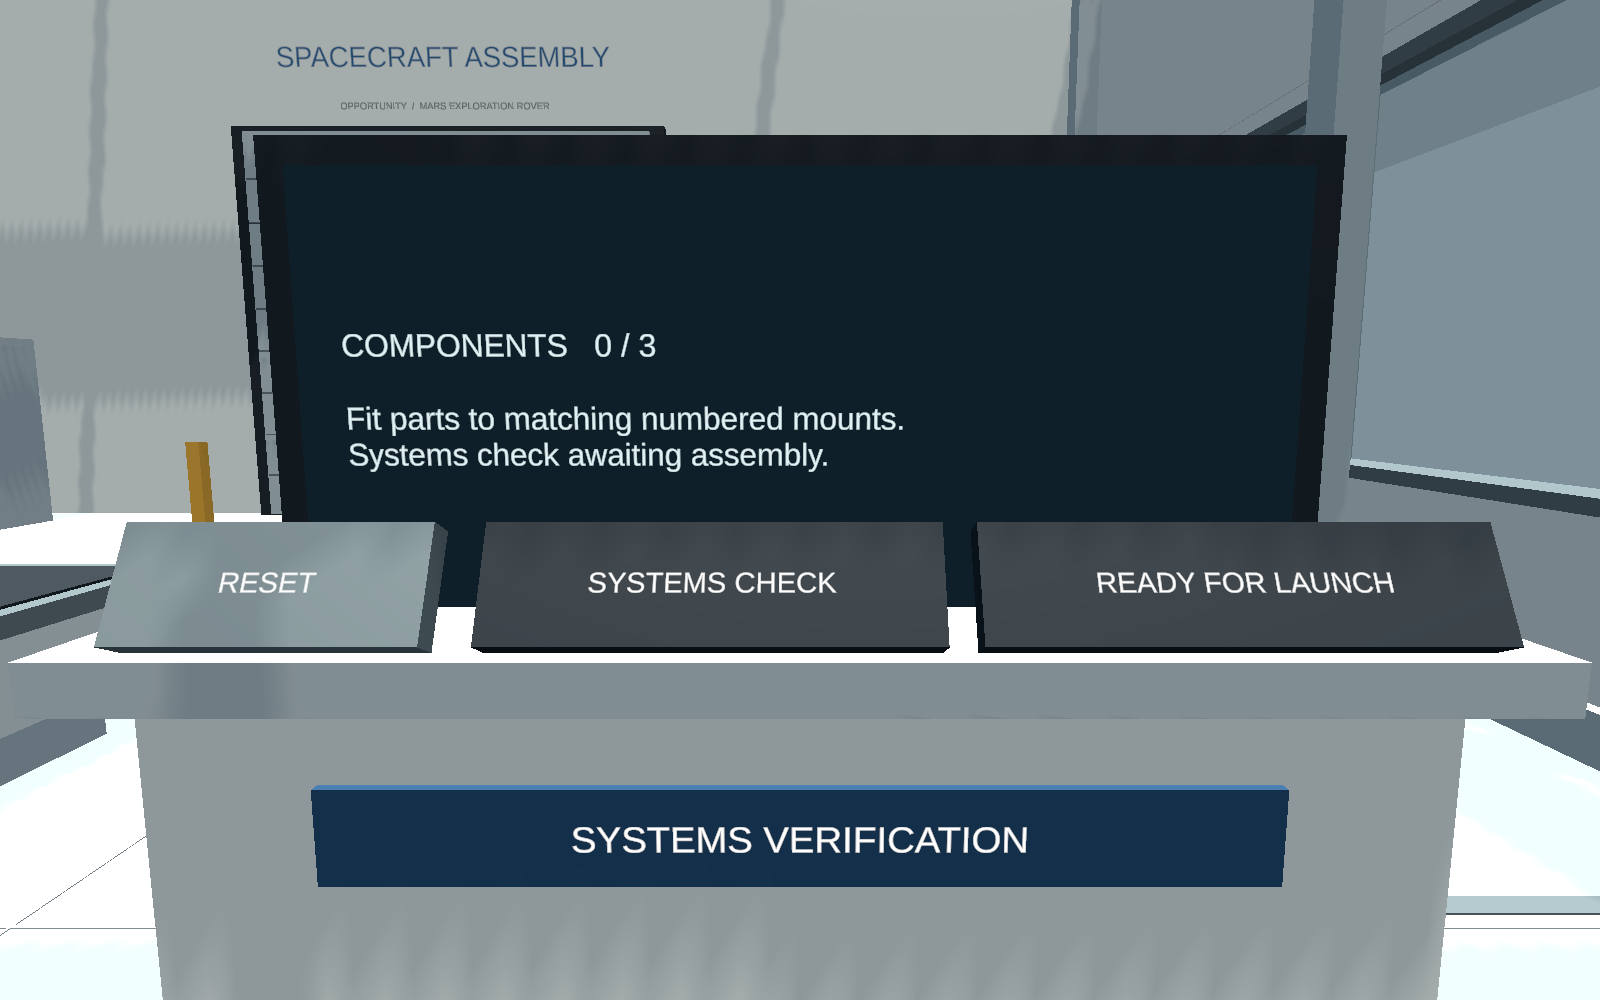 SPACECRAFT ASSEMBLY
OPPORTUNITY / MARS EXPLORATION ROVER
COMPONENTS 0 / 3
Fit parts to matching numbered mounts.
Systems check awaiting assembly.
RESET
SYSTEMS CHECK
READY FOR LAUNCH
SYSTEMS VERIFICATION